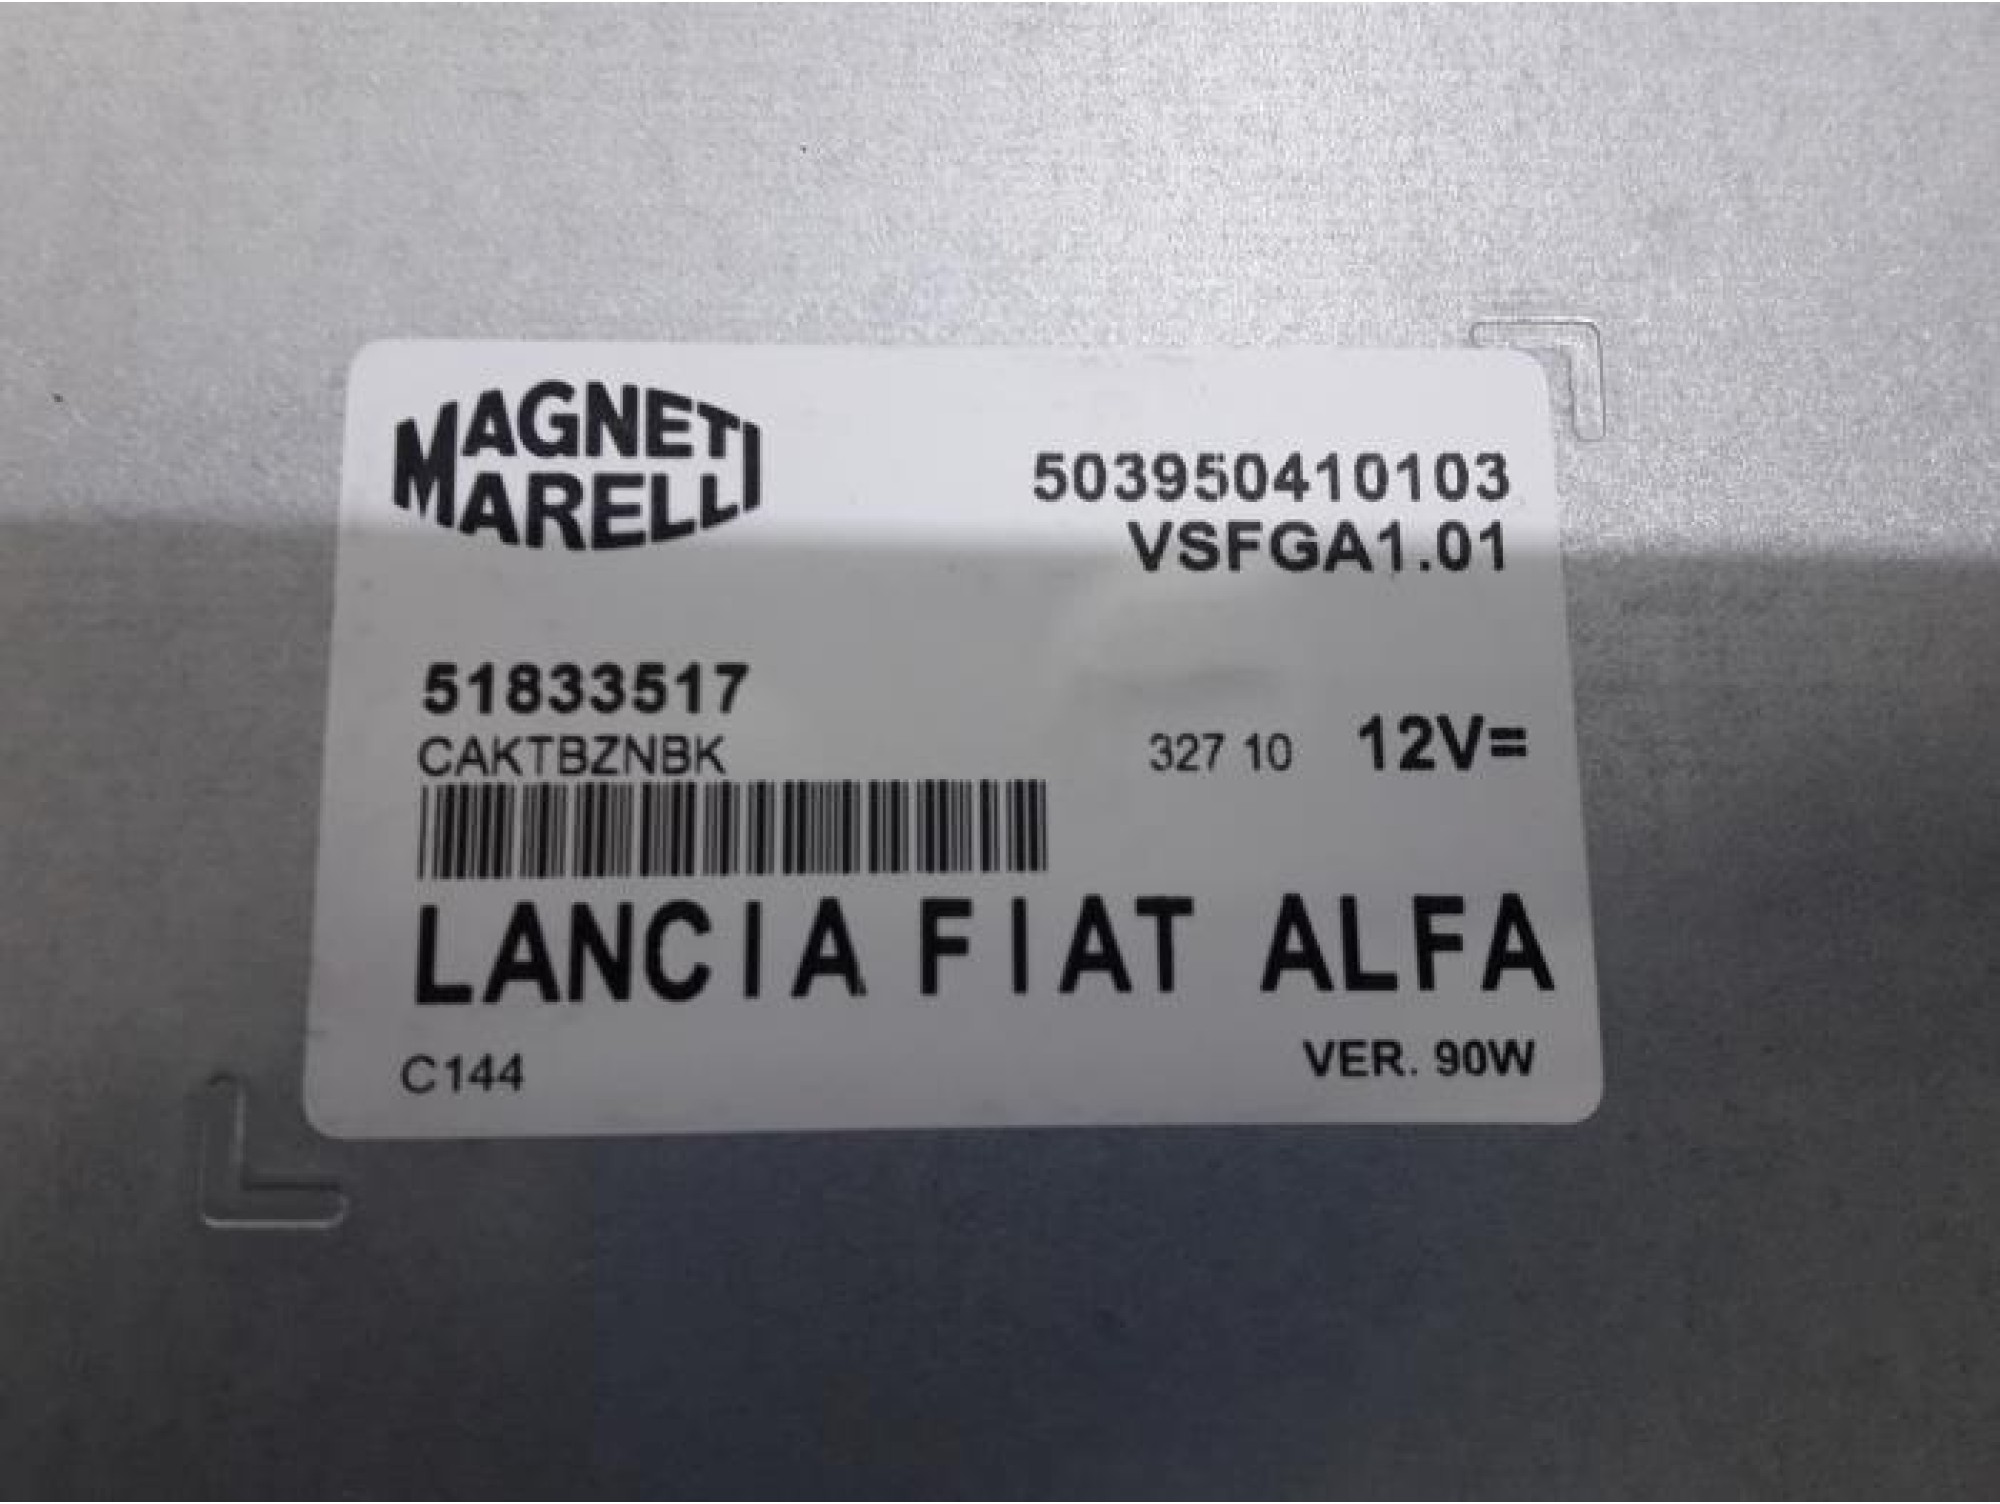 MAGNETI
MARELLI
503950410103
VSFGA1.01
51833517
CAKTBZNBK
327 10 12V=
LANCIA FIAT ALFA
C144 VER. 90W